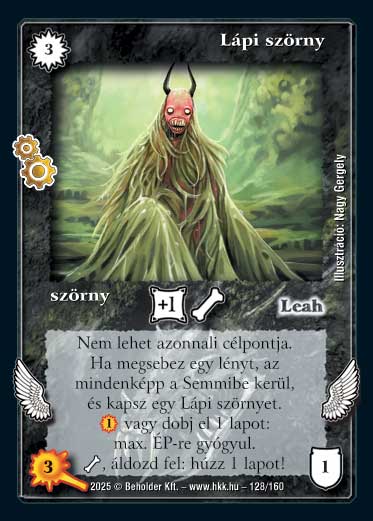 3
Lápi szörny
Illusztráció: Nagy Gergely
szörny
+1
Leah
Nem lehet azonnali célpontja.
Ha megsebez egy lényt, az
mindenképp a Semmibe kerül,
és kapsz egy Lápi szörnyet.
1 vagy dobj el 1 lapot:
max. ÉP-re gyógyul.
, áldozd fel: húzz 1 lapot!
3
1
2025 © Beholder Kft. – www.hkk.hu – 128/160